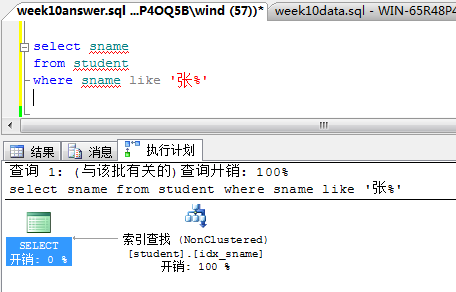 week10answer.sql ...P4OQ5B\wind (57))* week10data.sql - WIN-65R48P4
select sname
from student
where sname like '张%'
结果 消息 执行计划
查询 1: (与该批有关的)查询开销: 100%
select sname from student where sname like '张%'
SELECT
开销: 0 %
索引查找 (NonClustered)
[student].[idx_sname]
开销: 100 %